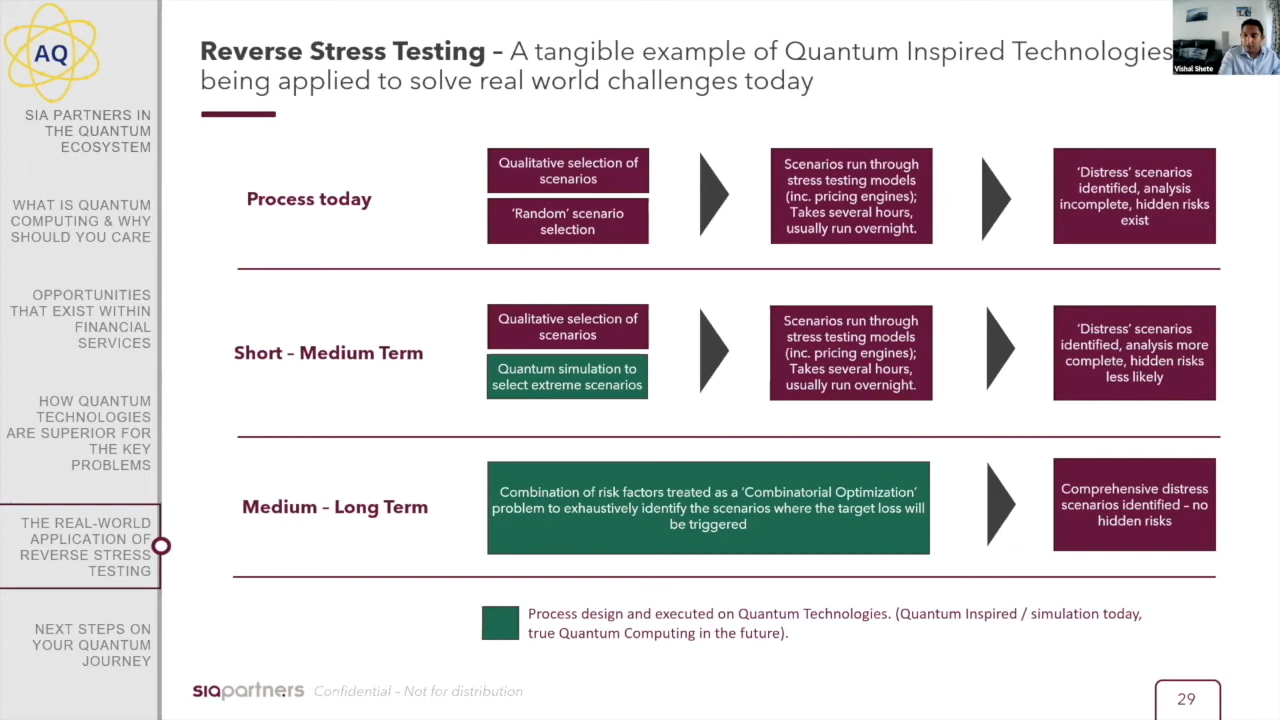 AQ
SIA PARTNERS IN
THE QUANTUM
ECOSYSTEM
WHAT IS QUANTUM
COMPUTING & WHY
SHOULD YOU CARE
OPPORTUNITIES
THAT EXIST WITHIN
FINANCIAL
SERVICES
HOW QUANTUM
TECHNOLOGIES
ARE SUPERIOR FOR
THE KEY
PROBLEMS
THE REAL-WORLD
APPLICATION OF
REVERSE STRESS
TESTING
NEXT STEPS ON
YOUR QUANTUM
JOURNEY
Reverse Stress Testing – A tangible example of Quantum Inspired Technologies
being applied to solve real world challenges today
Vishal Shete
Process today
Qualitative selection of
scenarios
‘Random’ scenario
selection
Scenarios run through
stress testing models
(inc. pricing engines);
Takes several hours,
usually run overnight.
‘Distress’ scenarios
identified, analysis
incomplete, hidden risks
exist
Short – Medium Term
Qualitative selection of
scenarios
Quantum simulation to
select extreme scenarios
Scenarios run through
stress testing models
(inc. pricing engines);
Takes several hours,
usually run overnight.
‘Distress’ scenarios
identified, analysis more
complete, hidden risks
less likely
Medium – Long Term
Combination of risk factors treated as a ‘Combinatorial Optimization’
problem to exhaustively identify the scenarios where the target loss will
be triggered
Comprehensive distress
scenarios identified – no
hidden risks
Process design and executed on Quantum Technologies. (Quantum Inspired / simulation today,
true Quantum Computing in the future).
siapartners Confidential – Not for distribution
29